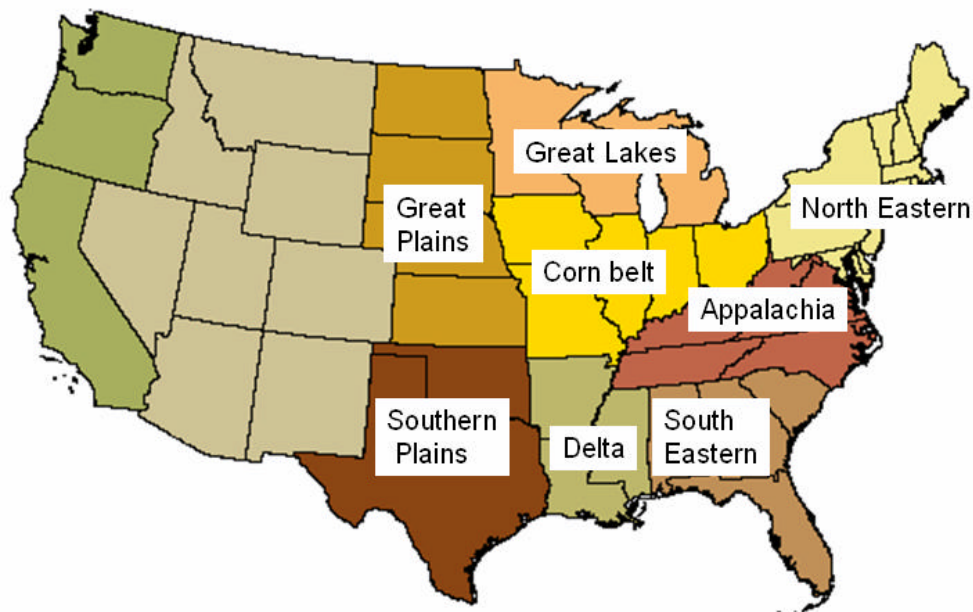 Great Lakes
North Eastern
Great
Plains
Corn belt
Appalachia
Southern
Plains
Delta
South
Eastern